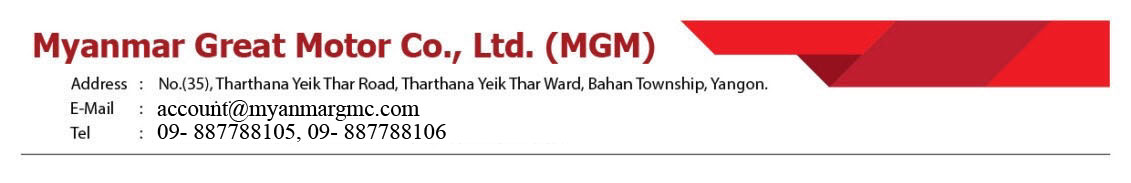 Myanmar Great Motor Co., Ltd. (MGM)
Address : No.(35), Tharthana Yeik Thar Road, Tharthana Yeik Thar Ward, Bahan Township, Yangon.
E-Mail : account@myanmargmc.com
Tel : 09- 887788105, 09- 887788106